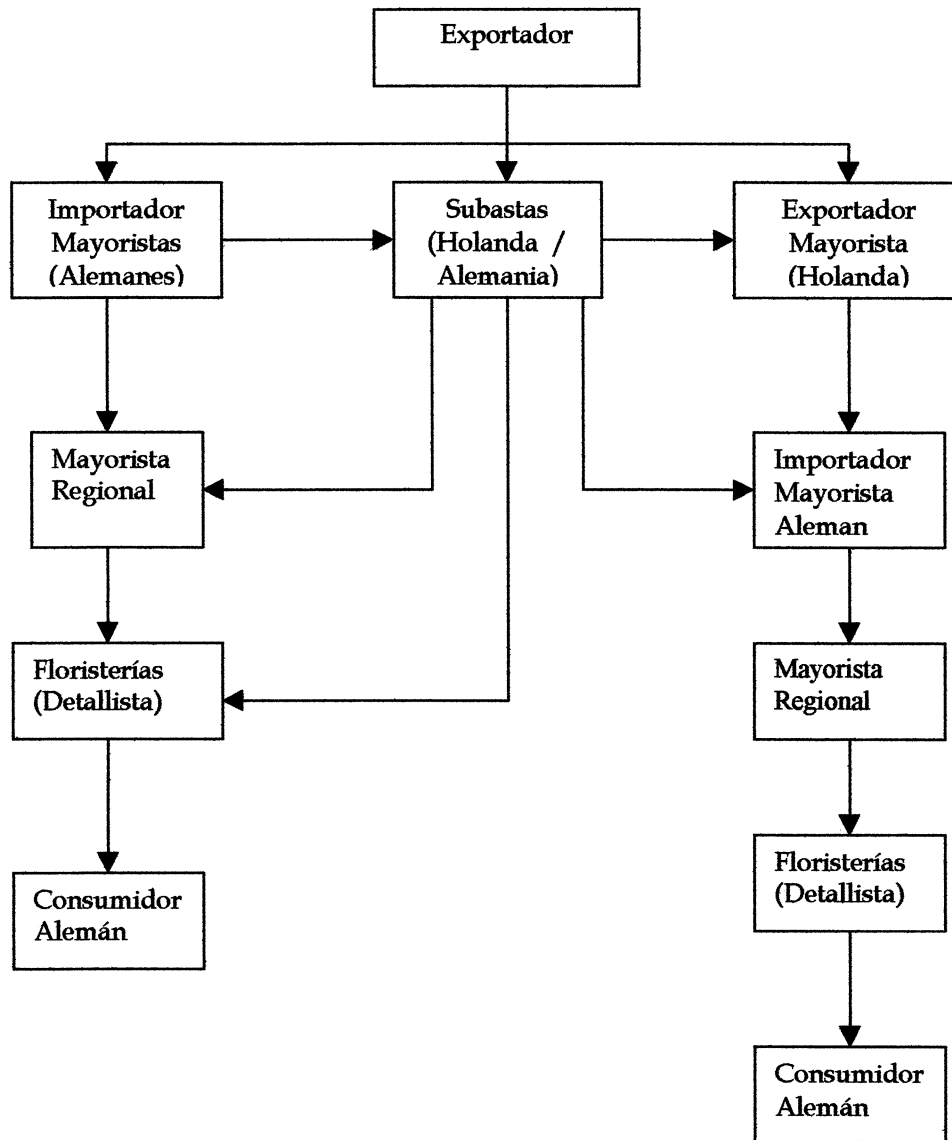 Exportador
Importador
Mayoristas
(Alemanes)
Subastas
(Holanda /
Alemania)
Exportador
Mayorista
(Holanda)
Mayorista
Regional
Importador
Mayorista
Aleman
Floristerías
(Detallista)
Mayorista
Regional
Consumidor
Alemán
Floristerías
(Detallista)
Consumidor
Alemán